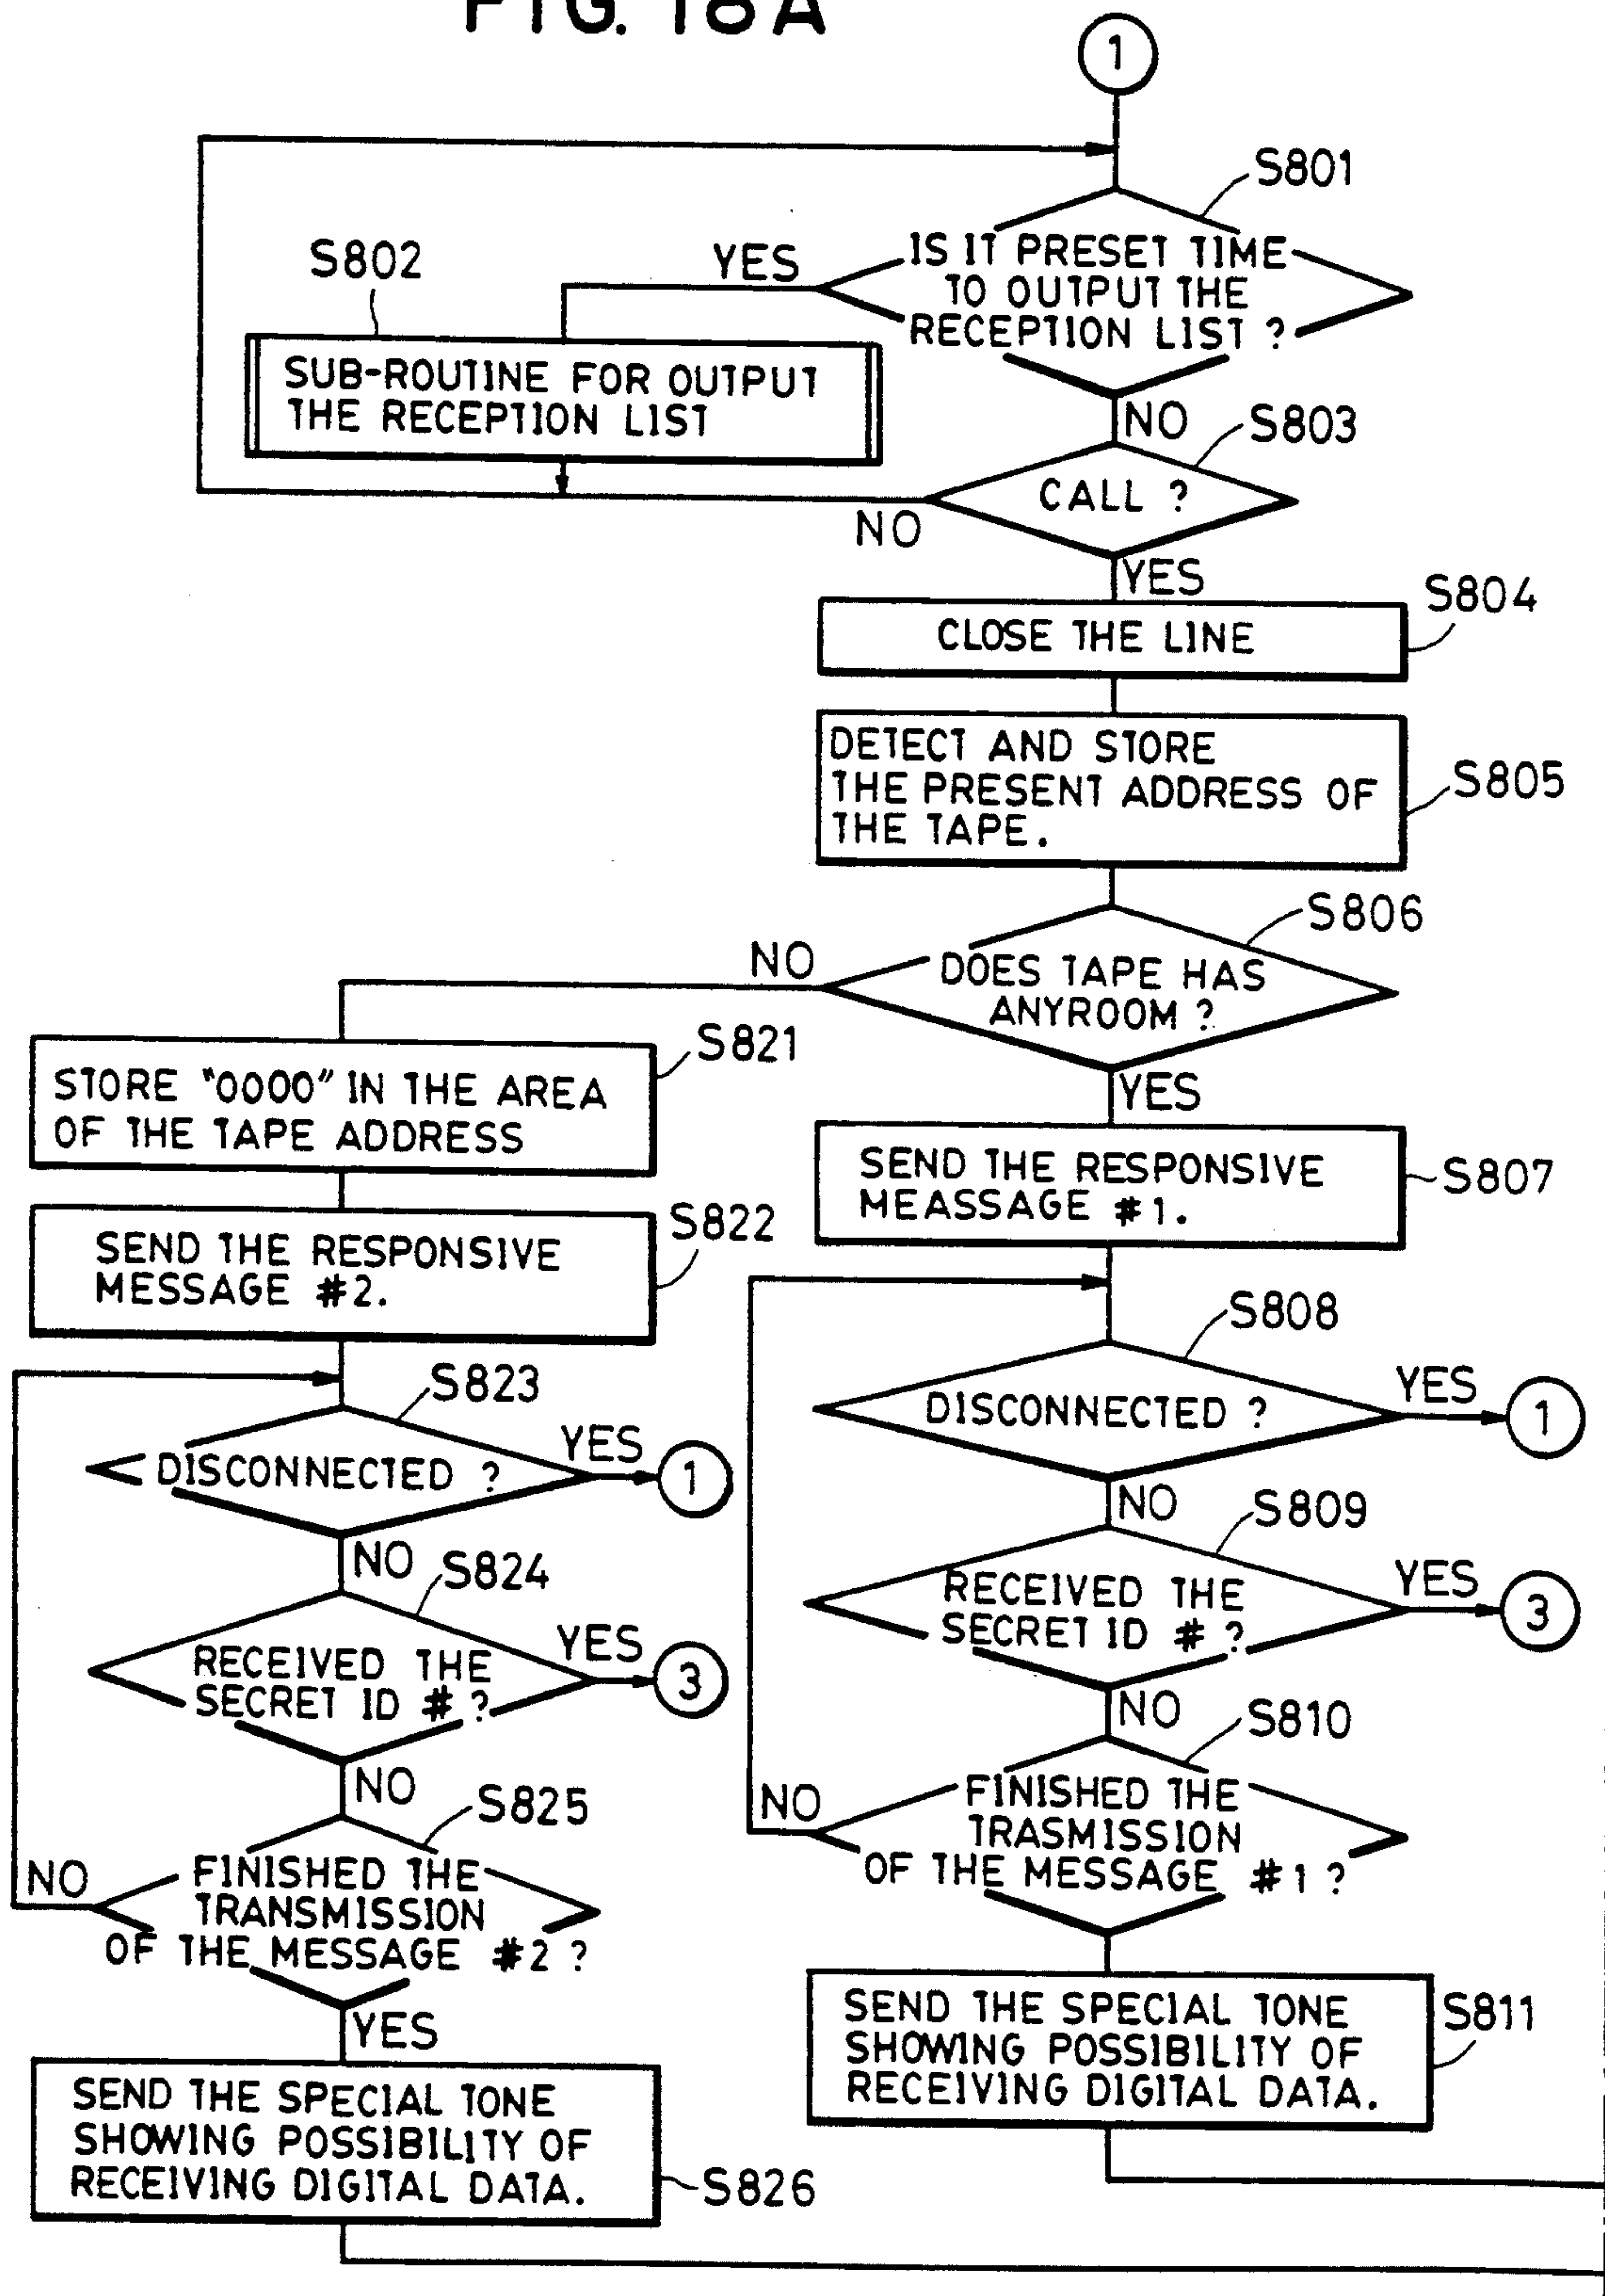 FIG. 18A
1
S801
IS IT PRESET TIME
TO OUTPUT THE
RECEPTION LIST ?
YES
S802
SUB-ROUTINE FOR OUTPUT
THE RECEPTION LIST
NO
S803
CALL ?
NO
YES
S804
CLOSE THE LINE
DETECT AND STORE
THE PRESENT ADDRESS OF
THE TAPE.
S805
S806
DOES TAPE HAS
ANYROOM ?
NO
YES
S821
STORE "0000" IN THE AREA
OF THE TAPE ADDRESS
S822
SEND THE RESPONSIVE
MESSAGE #2.
S823
DISCONNECTED ?
YES
1
NO
S824
RECEIVED THE
SECRET ID # ?
YES
3
NO
S825
FINISHED THE
TRANSMISSION
OF THE MESSAGE #2 ?
NO
YES
SEND THE SPECIAL TONE
SHOWING POSSIBILITY OF
RECEIVING DIGITAL DATA.
S826
SEND THE RESPONSIVE
MEASSAGE #1.
S807
S808
DISCONNECTED ?
YES
1
NO
S809
RECEIVED THE
SECRET ID # ?
YES
3
NO
S810
FINISHED THE
TRASMISSION
OF THE MESSAGE #1 ?
NO
SEND THE SPECIAL TONE
SHOWING POSSIBILITY OF
RECEIVING DIGITAL DATA.
S811